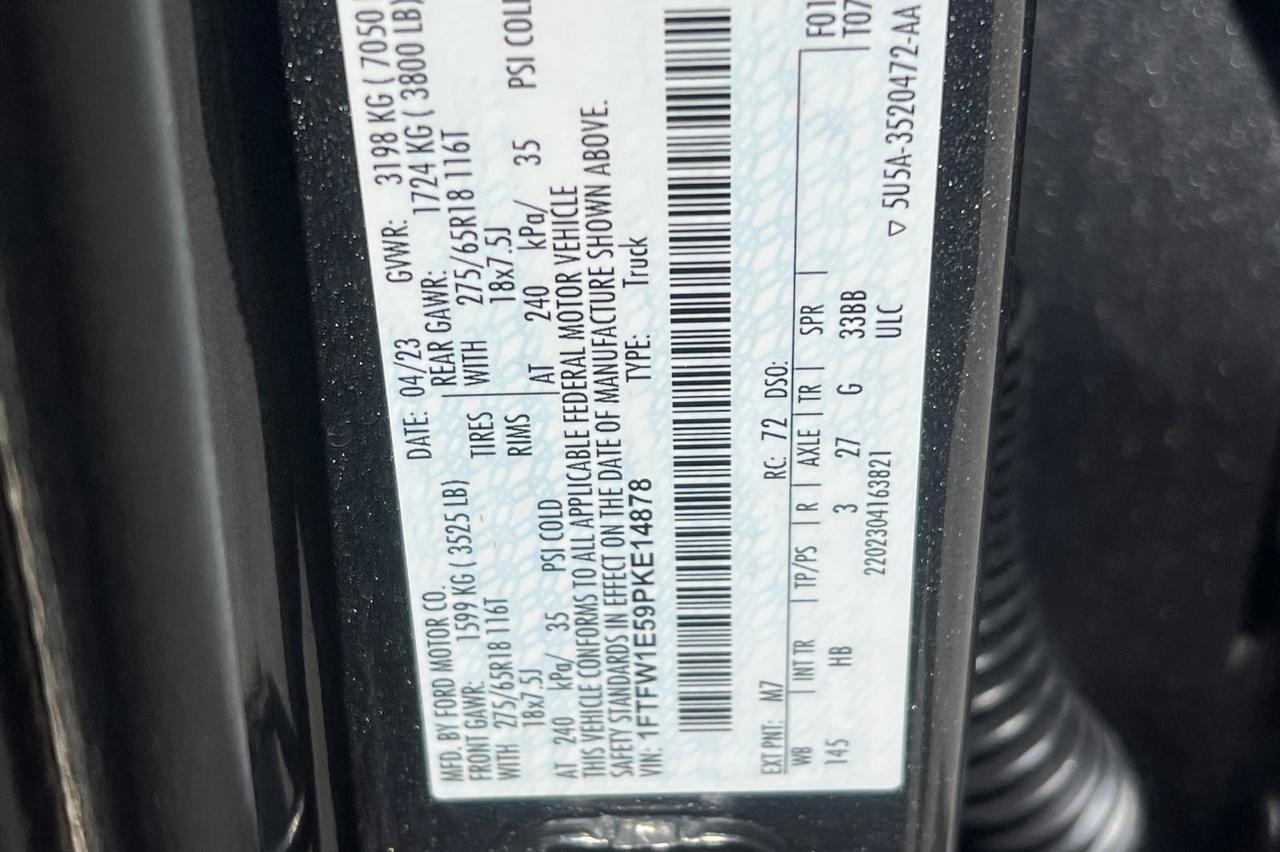 MFD. BY FORD MOTOR CO.
DATE: 04/23 GVWR: 3198 KG ( 7050
FRONT GAWR: 1599 KG ( 3525 LB) REAR GAWR: 1724 KG ( 3800 LB)
WITH 275/65R18 116T TIRES WITH 275/65R18 116T
18x7.5J RIMS 18x7.5J
AT 240 kPa/ 35 PSI COLD AT 240 kPa/ 35 PSI COLD
THIS VEHICLE CONFORMS TO ALL APPLICABLE FEDERAL MOTOR VEHICLE
SAFETY STANDARDS IN EFFECT ON THE DATE OF MANUFACTURE SHOWN ABOVE.
VIN: 1FTFW1E59PKE14878 TYPE: Truck
EXT PNT: M7 RC: 72 DSO:
WB INT TR TP/PS R AXLE TR SPR F01
145 HB 3 27 G 33BB T07
22023041 63821 ULC ▽ 5U5A-3520472-AA